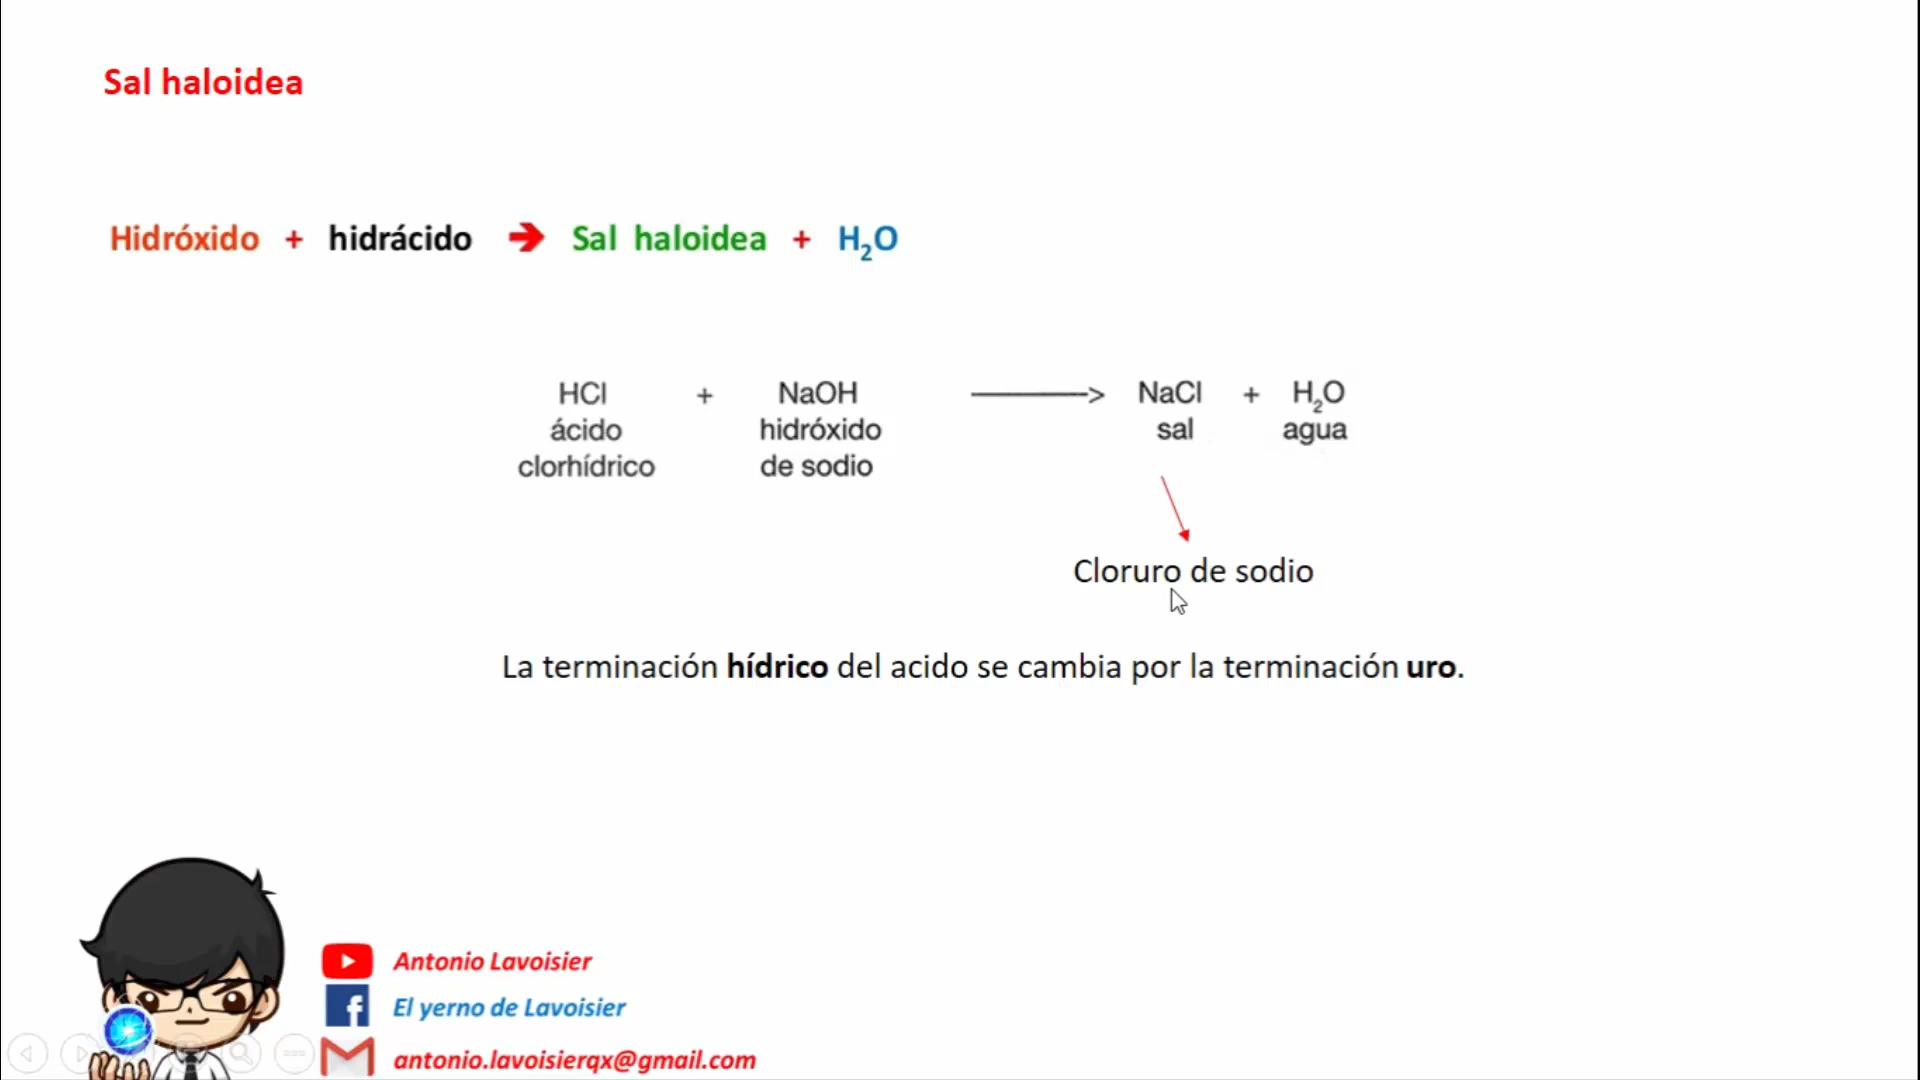 Sal haloidea
Hidróxido + hidrácido → Sal haloidea + H₂O
HCl + NaOH ————> NaCl + H₂O
ácido hidróxido sal agua
clorhídrico de sodio
Cloruro de sodio
La terminación hídrico del acido se cambia por la terminación uro.
Antonio Lavoisier
El yerno de Lavoisier
antonio.lavoisierqx@gmail.com